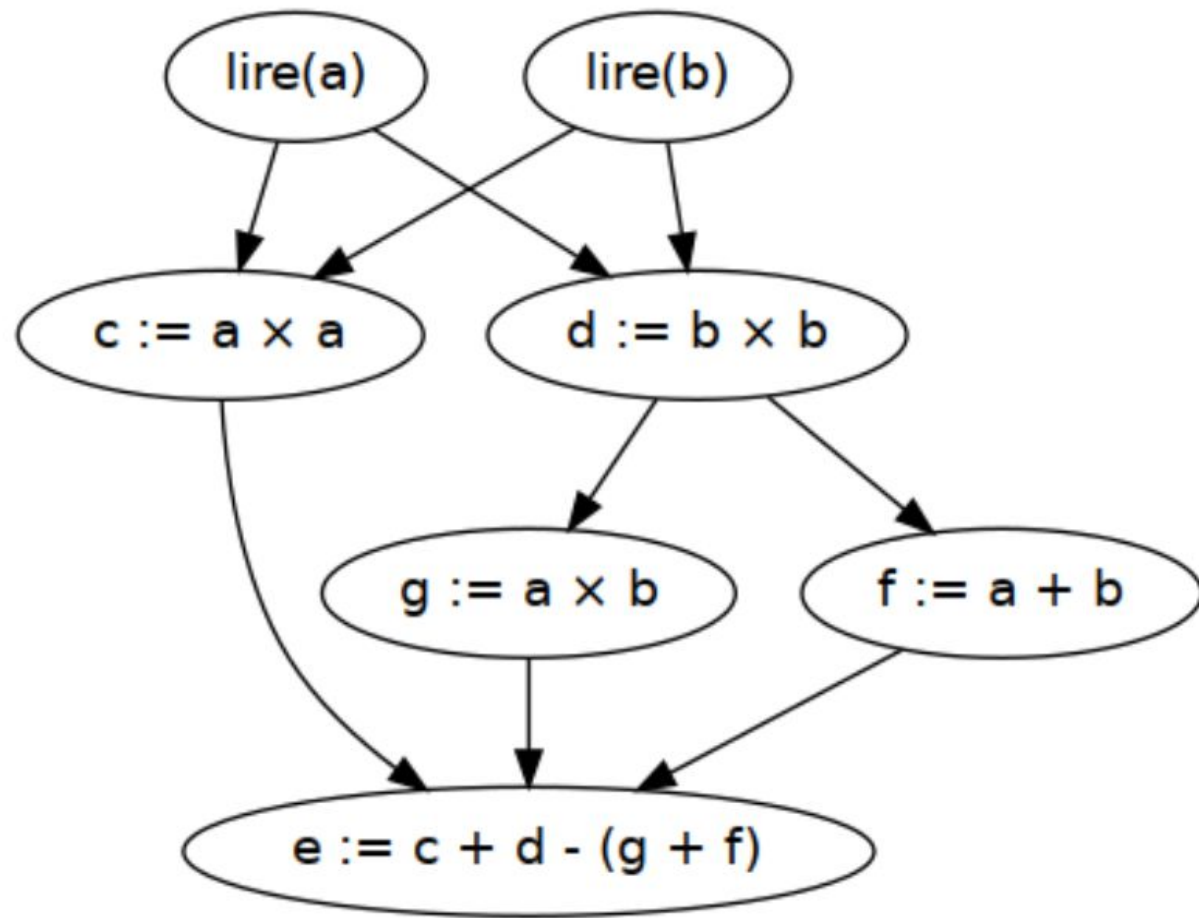 lire(a)
lire(b)
c := a × a
d := b × b
g := a × b
f := a + b
e := c + d - (g + f)